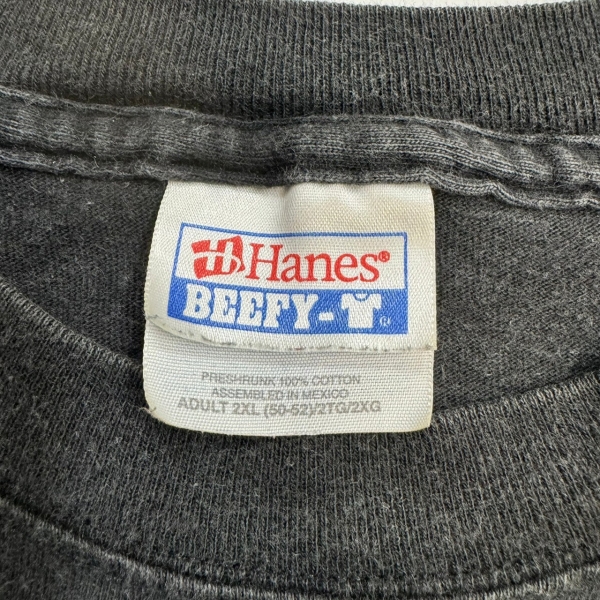 H Hanes®
BEEFY-T ®
PRESHRUNK 100% COTTON
ASSEMBLED IN MEXICO
ADULT 2XL (50-52)/2TG/2XG